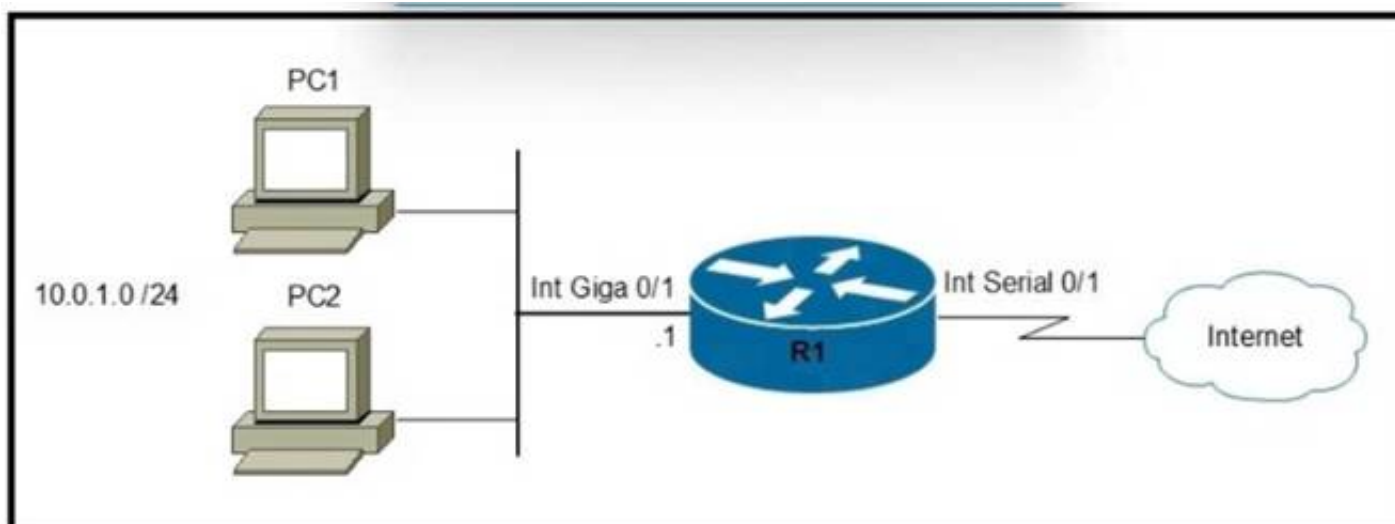 PC1
10.0.1.0 /24
PC2
Int Giga 0/1
.1
R1
Int Serial 0/1
Internet